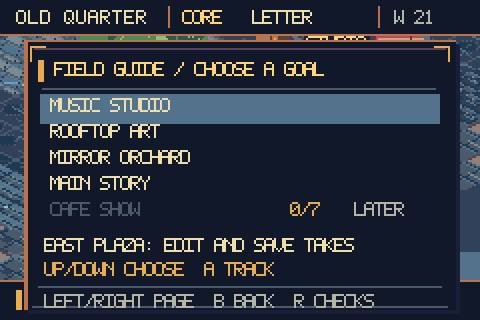 OLD QUARTER CORE LETTER W 21
FIELD GUIDE / CHOOSE A GOAL
MUSIC STUDIO
ROOFTOP ART
MIRROR ORCHARD
MAIN STORY
CAFE SHOW 0/7 LATER
EAST PLAZA: EDIT AND SAVE TAKES
UP/DOWN CHOOSE A TRACK
LEFT/RIGHT PAGE B BACK R CHECKS